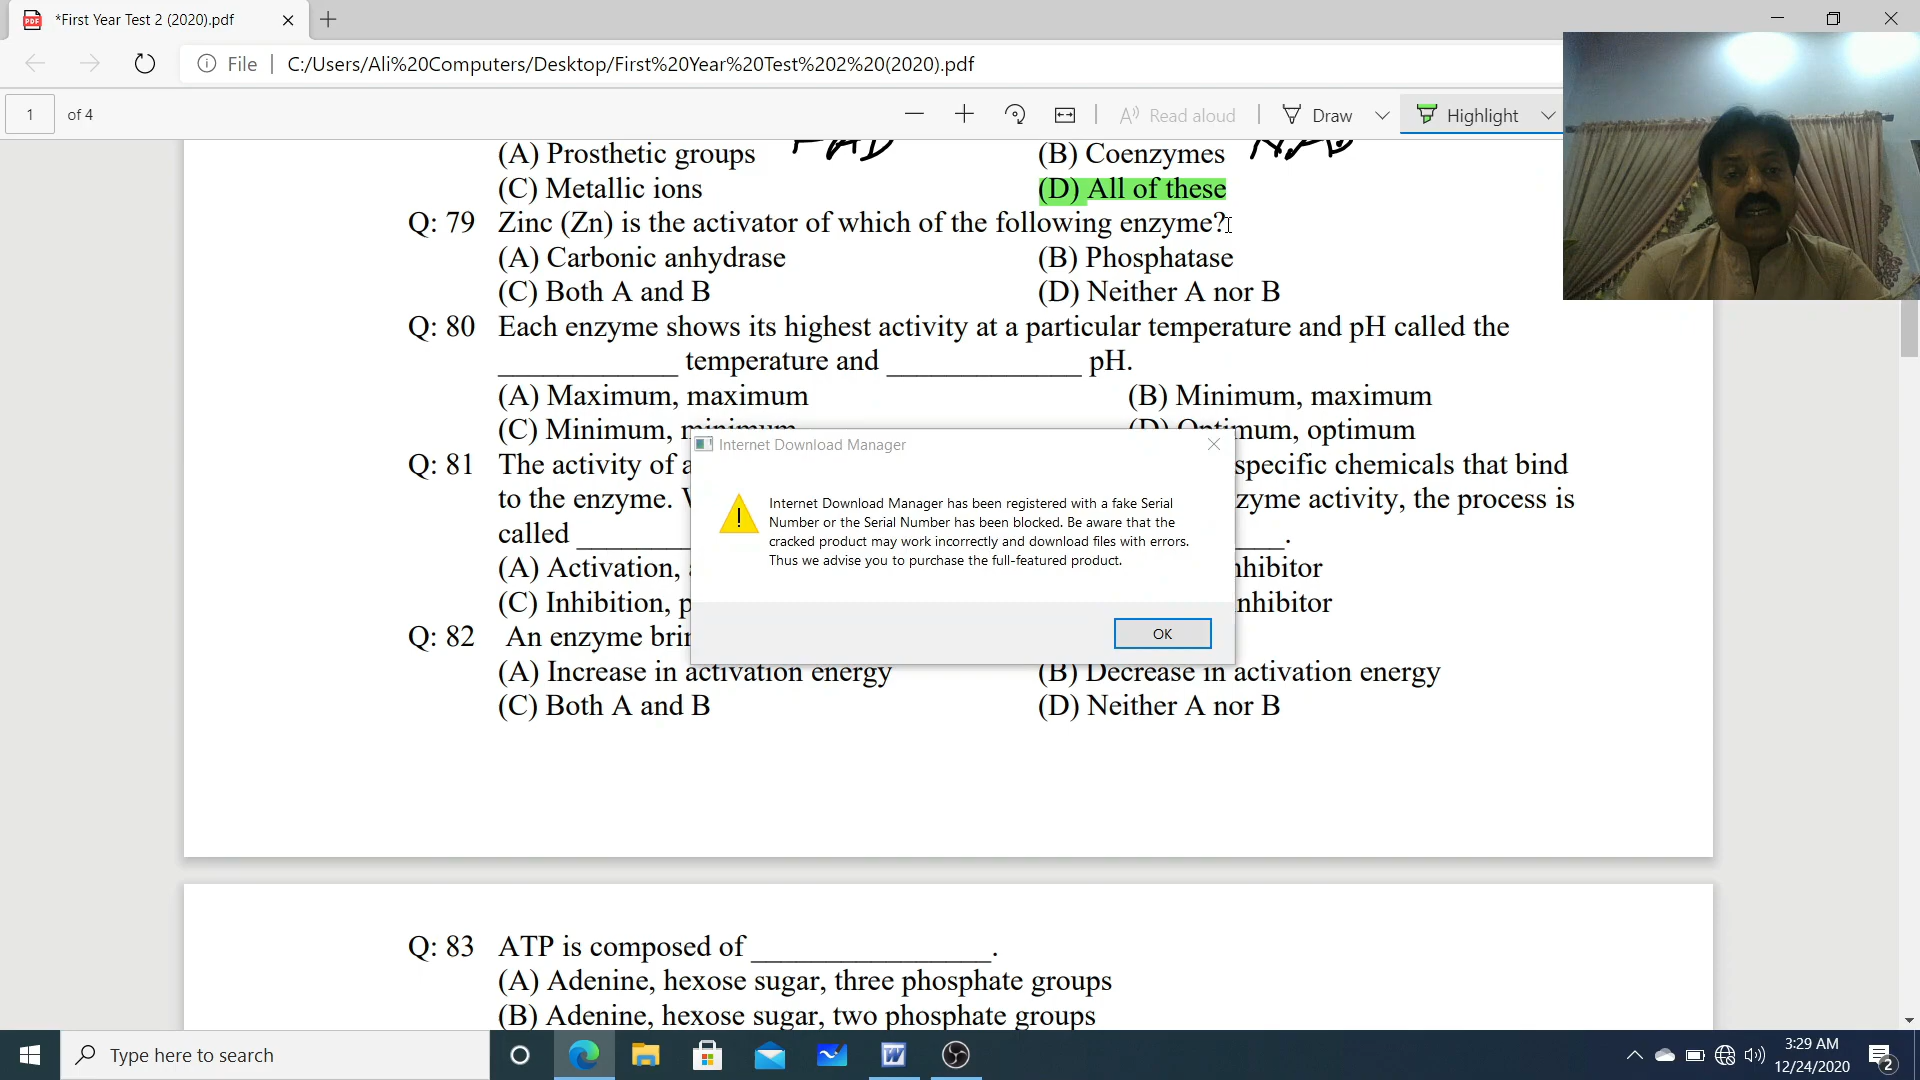 *First Year Test 2 (2020).pdf
File
C:/Users/Ali%20Computers/Desktop/First%20Year%20Test%202%20(2020).pdf
1 of 4
Read aloud
Draw
Highlight
(A) Prosthetic groups FAD (B) Coenzymes NAD
(C) Metallic ions (D) All of these
Q: 79 Zinc (Zn) is the activator of which of the following enzyme?
(A) Carbonic anhydrase (B) Phosphatase
(C) Both A and B (D) Neither A nor B
Q: 80 Each enzyme shows its highest activity at a particular temperature and pH called the
____________ temperature and _____________ pH.
(A) Maximum, maximum (B) Minimum, maximum
(C) Minimum, minimum (D) Optimum, optimum
Q: 81 The activity of a specific chemicals that bind
to the enzyme. zyme activity, the process is
called ________ ___.
(A) Activation, nhibitor
(C) Inhibition, p nhibitor
Q: 82 An enzyme brin
(A) Increase in activation energy (B) Decrease in activation energy
(C) Both A and B (D) Neither A nor B
Internet Download Manager
Internet Download Manager has been registered with a fake Serial
Number or the Serial Number has been blocked. Be aware that the
cracked product may work incorrectly and download files with errors.
Thus we advise you to purchase the full-featured product.
OK
Q: 83 ATP is composed of ________________.
(A) Adenine, hexose sugar, three phosphate groups
(B) Adenine, hexose sugar, two phosphate groups
Type here to search
3:29 AM
12/24/2020
2